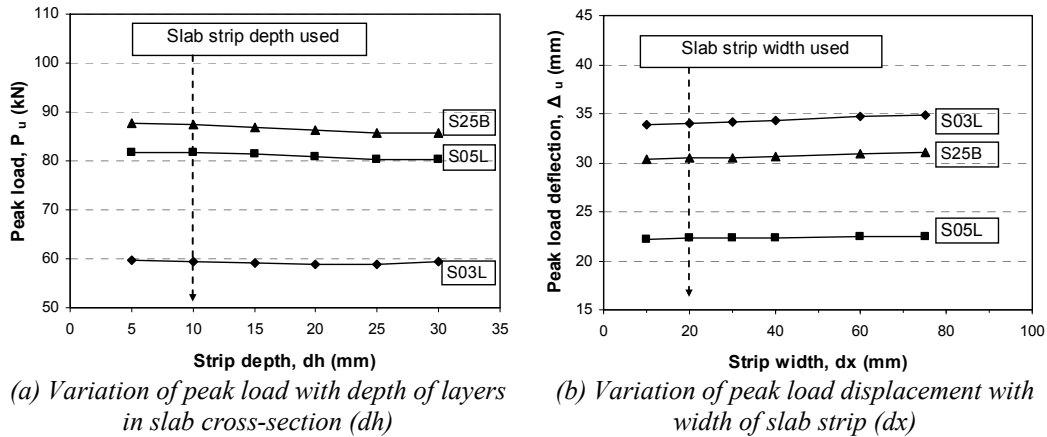 Slab strip depth used
110
100
90
80
70
60
50
Peak load, P u (kN)
S25B
S05L
S03L
0 5 10 15 20 25 30 35
Strip depth, dh (mm)
(a) Variation of peak load with depth of layers
in slab cross-section (dh)
Slab strip width used
45
40
35
30
25
20
15
Peak load deflection, Δ u (mm)
S03L
S25B
S05L
0 20 40 60 80 100
Strip width, dx (mm)
(b) Variation of peak load displacement with
width of slab strip (dx)